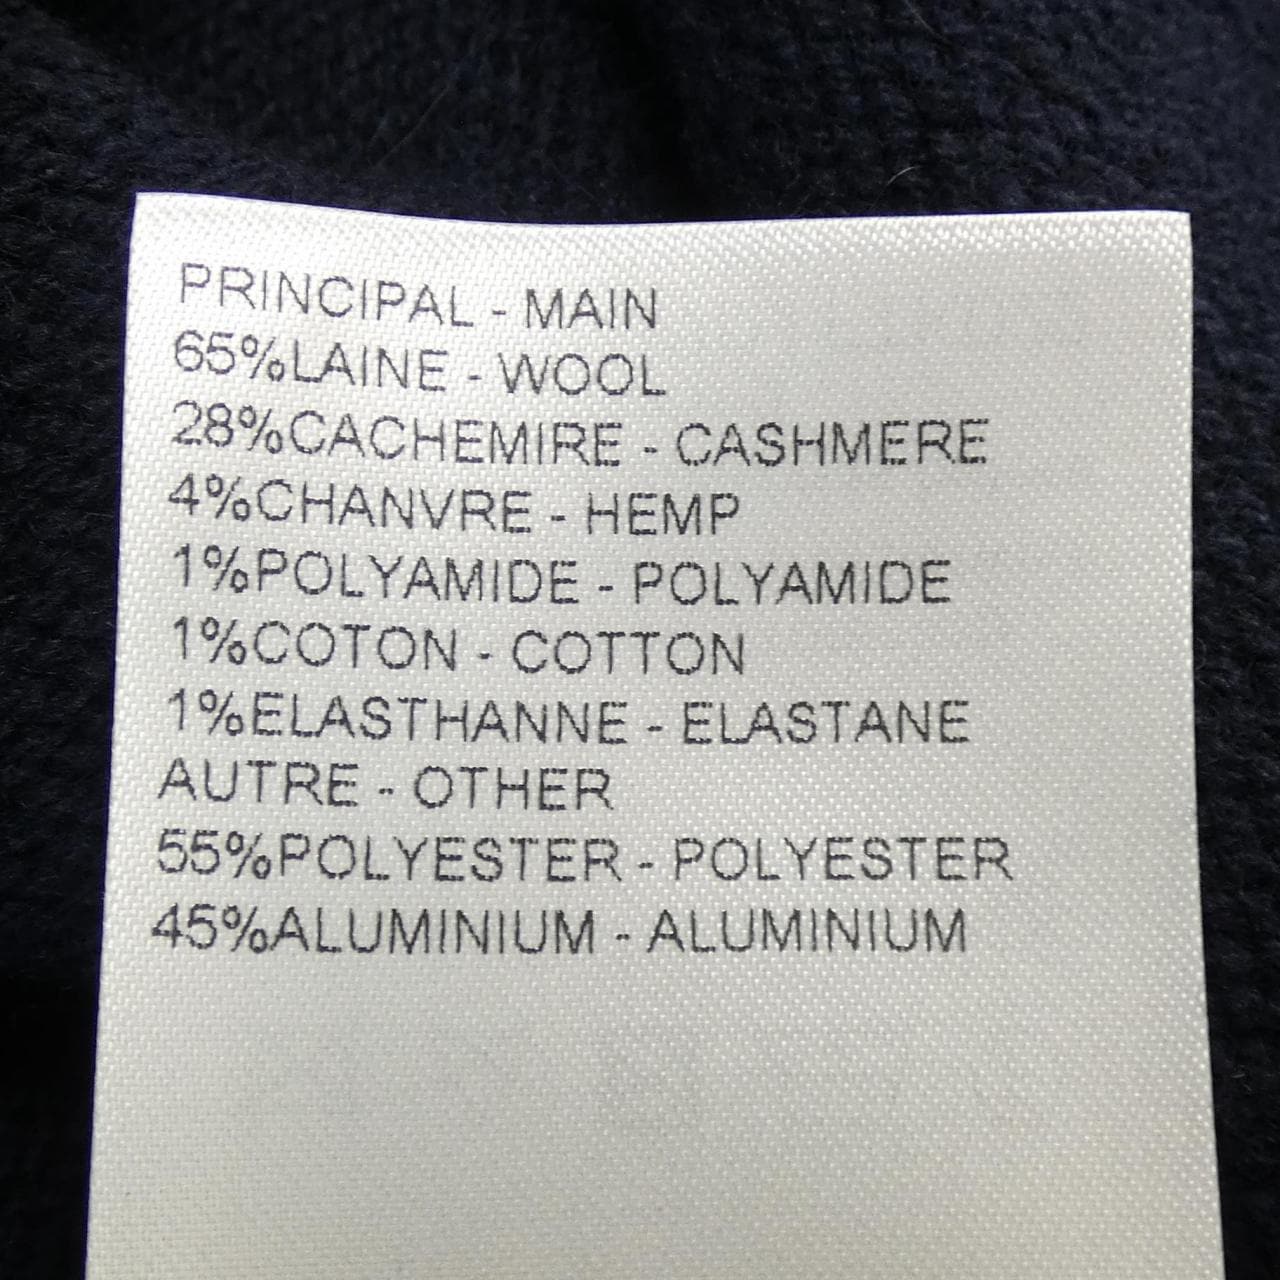 PRINCIPAL - MAIN
65%LAINE - WOOL
28%CACHEMIRE - CASHMERE
4%CHANVRE - HEMP
1%POLYAMIDE - POLYAMIDE
1%COTON - COTTON
1%ELASTHANNE - ELASTANE
AUTRE - OTHER
55%POLYESTER - POLYESTER
45%ALUMINIUM - ALUMINIUM